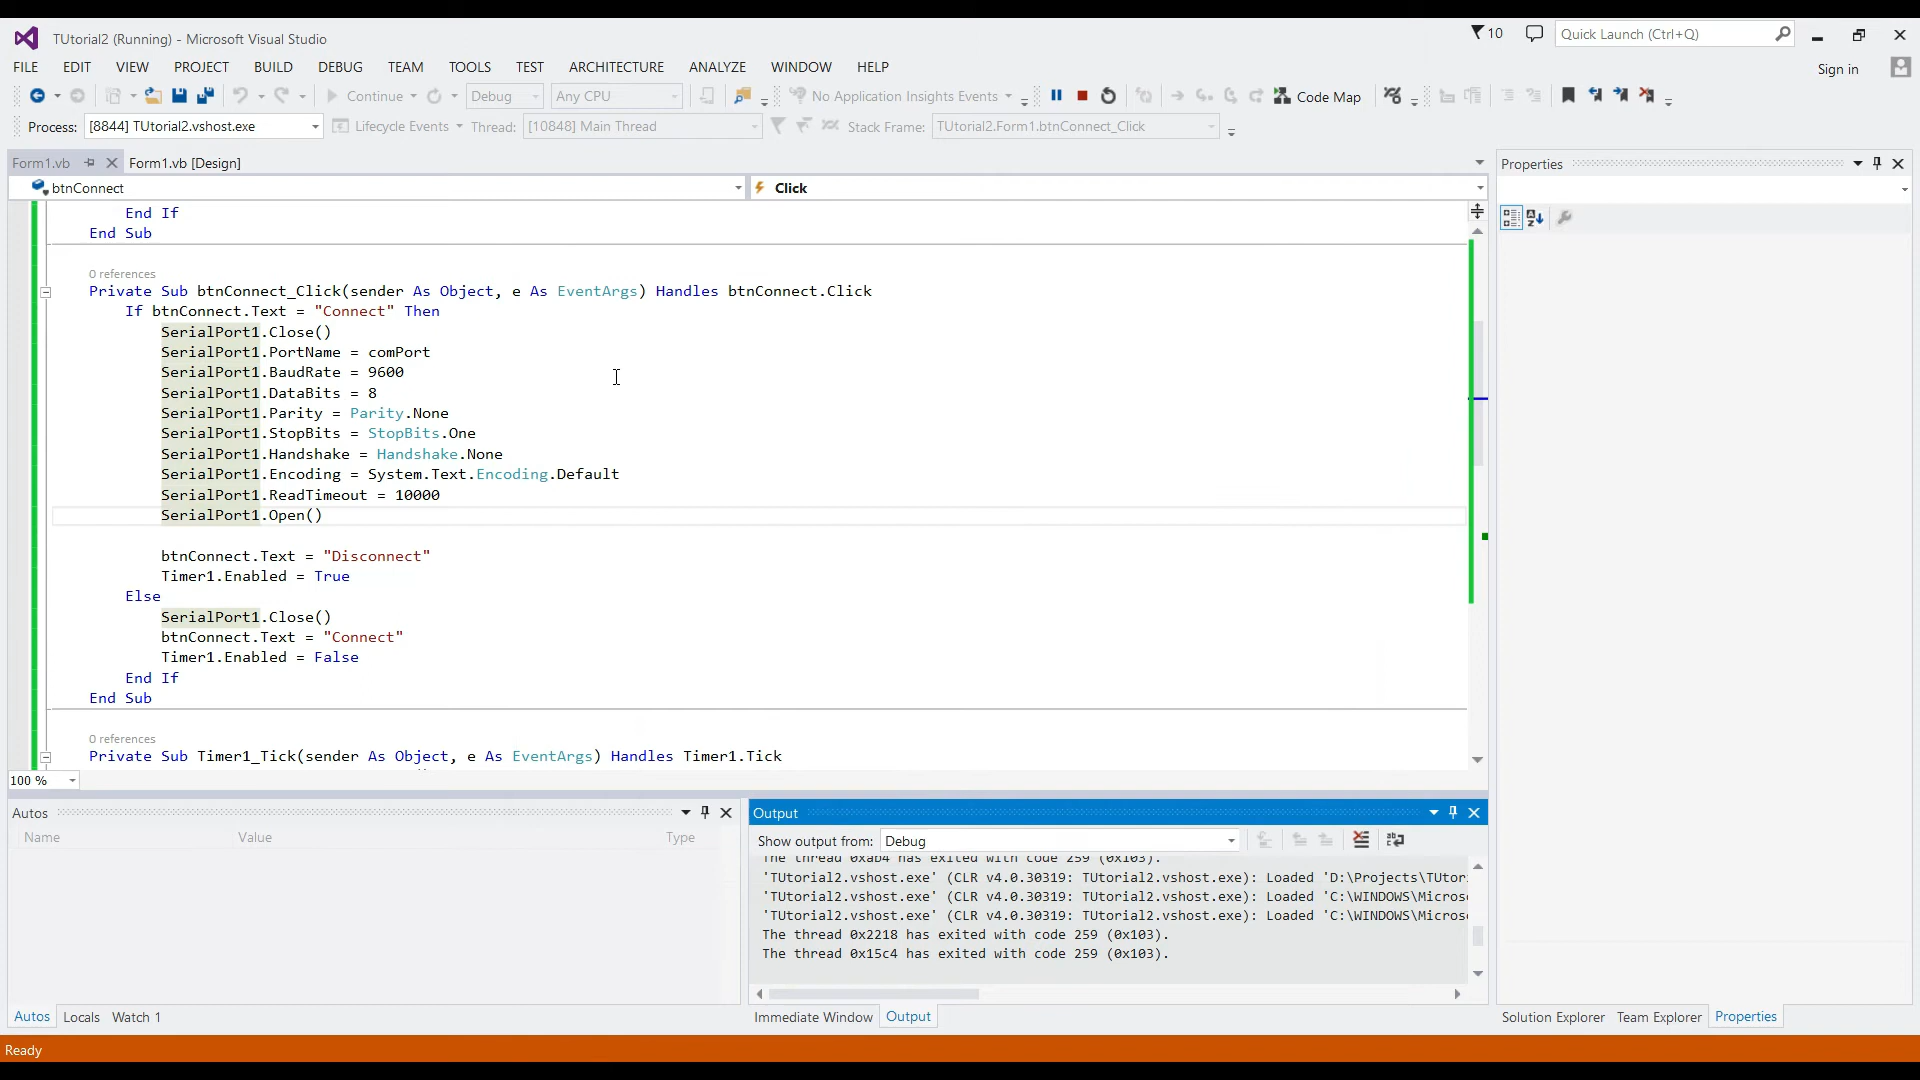 TUtorial2 (Running) - Microsoft Visual Studio
10
Quick Launch (Ctrl+Q)
FILE EDIT VIEW PROJECT BUILD DEBUG TEAM TOOLS TEST ARCHITECTURE ANALYZE WINDOW HELP
Sign in
Continue Debug Any CPU No Application Insights Events Code Map
Process: [8844] TUtorial2.vshost.exe Lifecycle Events Thread: [10848] Main Thread Stack Frame: TUtorial2.Form1.btnConnect_Click
Form1.vb Form1.vb [Design]
btnConnect Click
End If
End Sub
0 references
Private Sub btnConnect_Click(sender As Object, e As EventArgs) Handles btnConnect.Click
If btnConnect.Text = "Connect" Then
SerialPort1.Close()
SerialPort1.PortName = comPort
SerialPort1.BaudRate = 9600
SerialPort1.DataBits = 8
SerialPort1.Parity = Parity.None
SerialPort1.StopBits = StopBits.One
SerialPort1.Handshake = Handshake.None
SerialPort1.Encoding = System.Text.Encoding.Default
SerialPort1.ReadTimeout = 10000
SerialPort1.Open()
btnConnect.Text = "Disconnect"
Timer1.Enabled = True
Else
SerialPort1.Close()
btnConnect.Text = "Connect"
Timer1.Enabled = False
End If
End Sub
0 references
Private Sub Timer1_Tick(sender As Object, e As EventArgs) Handles Timer1.Tick
100 %
Properties
Autos
Name Value Type
Autos Locals Watch 1
Output
Show output from: Debug
The thread 0xab4 has exited with code 259 (0x103).
'TUtorial2.vshost.exe' (CLR v4.0.30319: TUtorial2.vshost.exe): Loaded 'D:\Projects\TUtor
'TUtorial2.vshost.exe' (CLR v4.0.30319: TUtorial2.vshost.exe): Loaded 'C:\WINDOWS\Micros
'TUtorial2.vshost.exe' (CLR v4.0.30319: TUtorial2.vshost.exe): Loaded 'C:\WINDOWS\Micros
The thread 0x2218 has exited with code 259 (0x103).
The thread 0x15c4 has exited with code 259 (0x103).
Immediate Window Output
Solution Explorer Team Explorer Properties
Ready